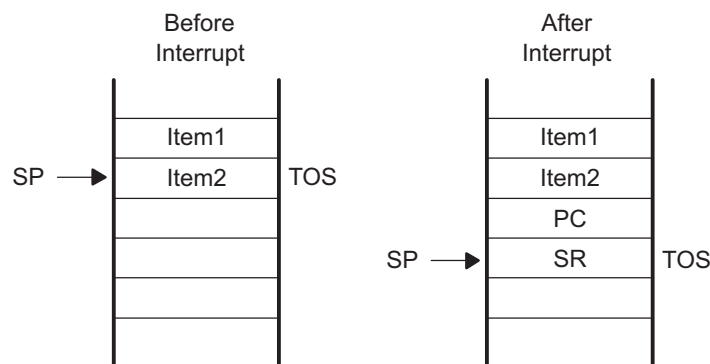 Before
Interrupt
After
Interrupt
Item1
Item1
SP
Item2
TOS
Item2
PC
SP
SR
TOS